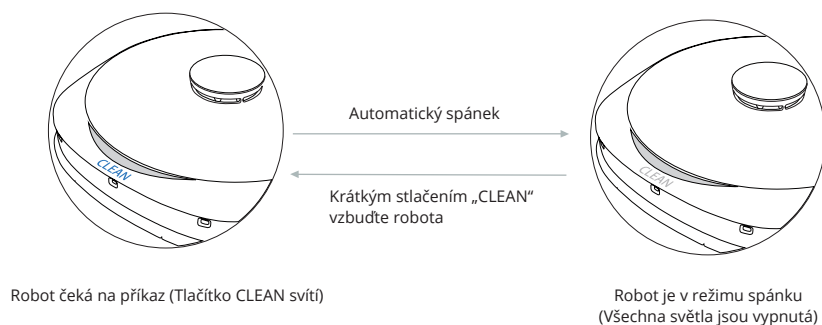 CLEAN
Automatický spánek
CLEAN
Krátkým stlačením „CLEAN“
vzbuďte robota
Robot čeká na příkaz (Tlačítko CLEAN svítí)
Robot je v režimu spánku
(Všechna světla jsou vypnutá)